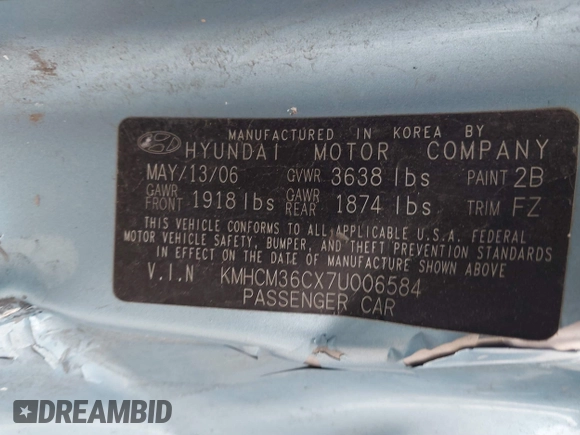 MANUFACTURED IN KOREA BY
HYUNDAI MOTOR COMPANY
MAY/13/06 GVWR 3638 lbs PAINT 2B
GAWR FRONT 1918 lbs GAWR REAR 1874 lbs TRIM FZ
THIS VEHICLE CONFORMS TO ALL APPLICABLE U.S.A. FEDERAL
MOTOR VEHICLE SAFETY, BUMPER, AND THEFT PREVENTION STANDARDS
IN EFFECT ON THE DATE OF MANUFACTURE SHOWN ABOVE
V.I.N KMHCM36CX7U006584
PASSENGER CAR
DREAMBID